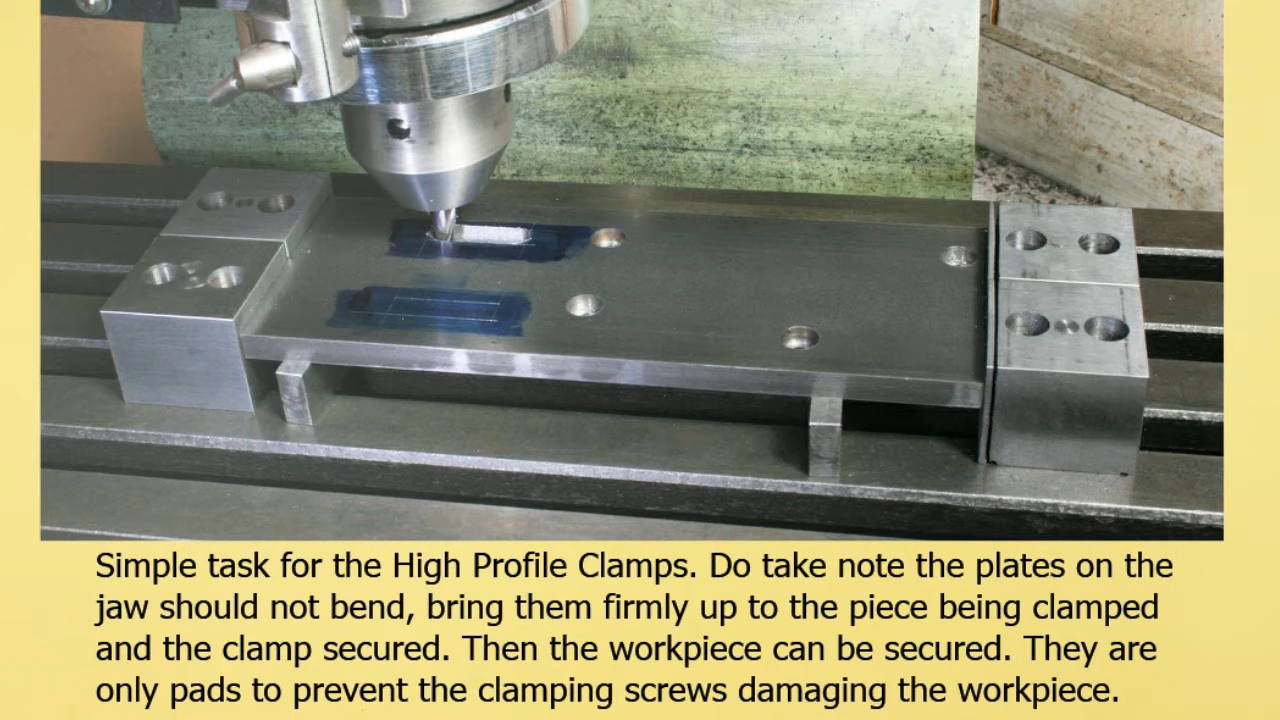 Simple task for the High Profile Clamps. Do take note the plates on the
jaw should not bend, bring them firmly up to the piece being clamped
and the clamp secured. Then the workpiece can be secured. They are
only pads to prevent the clamping screws damaging the workpiece.